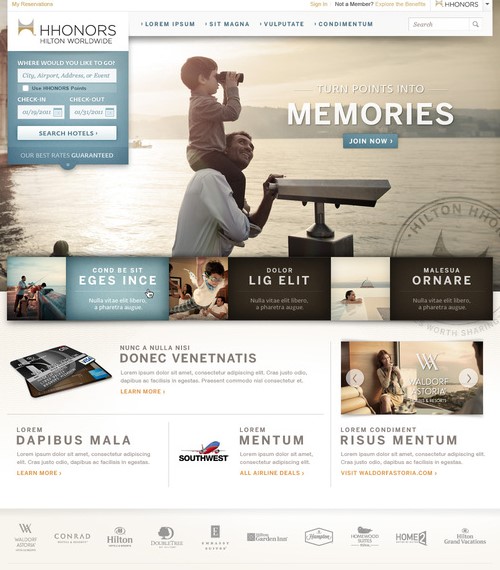 My Reservations
Sign In
Not a Member? Explore the Benefits
HHONORS
HHONORS
HILTON WORLDWIDE
LOREM IPSUM
SIT MAGNA
VULPUTATE
CONDIMENTUM
Search
WHERE WOULD YOU LIKE TO GO?
City, Airport, Address, or Event
Use HHONORS Points
CHECK-IN
CHECK-OUT
01/19/2011
01/31/2011
SEARCH HOTELS ›
OUR BEST RATES GUARANTEED
TURN POINTS INTO
MEMORIES
JOIN NOW ›
HILTON HHO
WORTH SHARING
COND BE SIT
EGES INCE
Nulla vitae elit libero,
a pharetra augue.
DOLOR
LIG ELIT
Nulla vitae elit libero,
a pharetra augue.
MALESUA
ORNARE
Nulla vitae elit libero,
a pharetra augue.
NUNC A NULLA NISI
DONEC VENETNATIS
Lorem ipsum dolor sit amet, consectetur adipiscing elit. Cras justo odio,
dapibus ac facilisis in, egestas. Praesent commodo nisl consectetur et.
LEARN MORE ›
WALDORF
ASTORIA
HOTELS & RESORTS
LOREM
DAPIBUS MALA
Lorem ipsum dolor sit amet, consectetur adipiscing
elit. Cras justo odio, dapibus ac facilisis in egestas.
LEARN MORE ›
SOUTHWEST
LOREM
MENTUM
Lorem ipsum dolor sit amet,
elit. Cras justo odio, dapibus
ALL AIRLINE DEALS ›
LOREM CONDIMENT
RISUS MENTUM
Lorem ipsum dolor sit amet, consectetur adipiscing
elit. Cras justo odio, dapibus ac facilisis in egestas.
VISIT WALDORFASTORIA.COM ›
WALDORF
ASTORIA
HOTELS & RESORTS
CONRAD
HOTELS & RESORTS
Hilton
HOTELS & RESORTS
DOUBLETREE
BY HILTON
EMBASSY
SUITES
Hilton
Garden Inn
Hampton
HOMEWOOD
SUITES
HOME2
Hilton
Grand Vacations